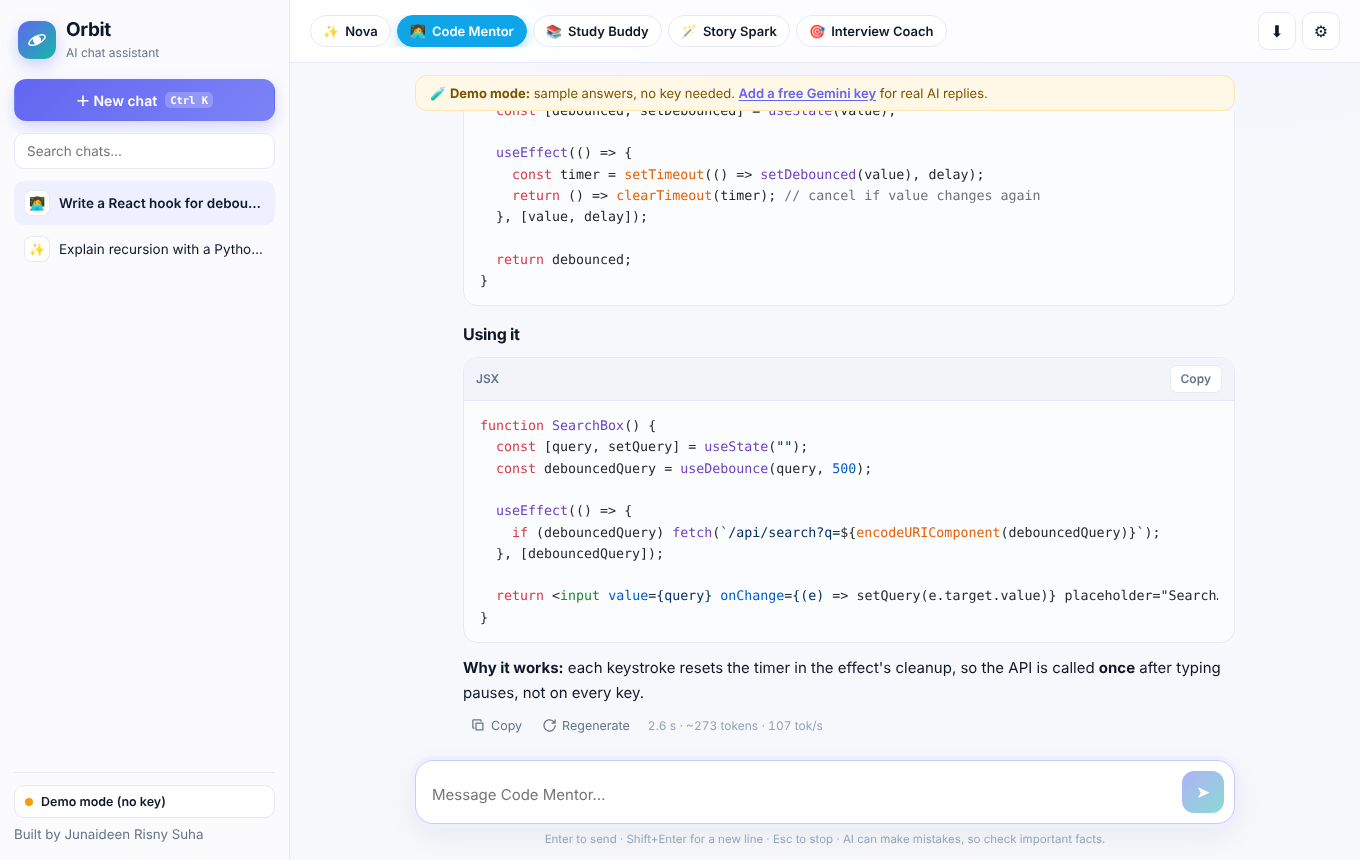 Orbit
AI chat assistant
+ New chat Ctrl K
Search chats...
Write a React hook for debou...
Explain recursion with a Pytho...
Demo mode (no key)
Built by Junaideen Risny Suha
Nova
Code Mentor
Study Buddy
Story Spark
Interview Coach
Demo mode: sample answers, no key needed. Add a free Gemini key for real AI replies.
const [debounced, setDebounced] = useState(value);
useEffect(() => {
const timer = setTimeout(() => setDebounced(value), delay);
return () => clearTimeout(timer); // cancel if value changes again
}, [value, delay]);
return debounced;
}
Using it
JSX
Copy
function SearchBox() {
const [query, setQuery] = useState("");
const debouncedQuery = useDebounce(query, 500);
useEffect(() => {
if (debouncedQuery) fetch(`/api/search?q=${encodeURIComponent(debouncedQuery)}`);
}, [debouncedQuery]);
return <input value={query} onChange={(e) => setQuery(e.target.value)} placeholder="Search.
}
Why it works: each keystroke resets the timer in the effect's cleanup, so the API is called once after typing
pauses, not on every key.
Copy Regenerate 2.6 s · ~273 tokens · 107 tok/s
Message Code Mentor...
Enter to send · Shift+Enter for a new line · Esc to stop · AI can make mistakes, so check important facts.